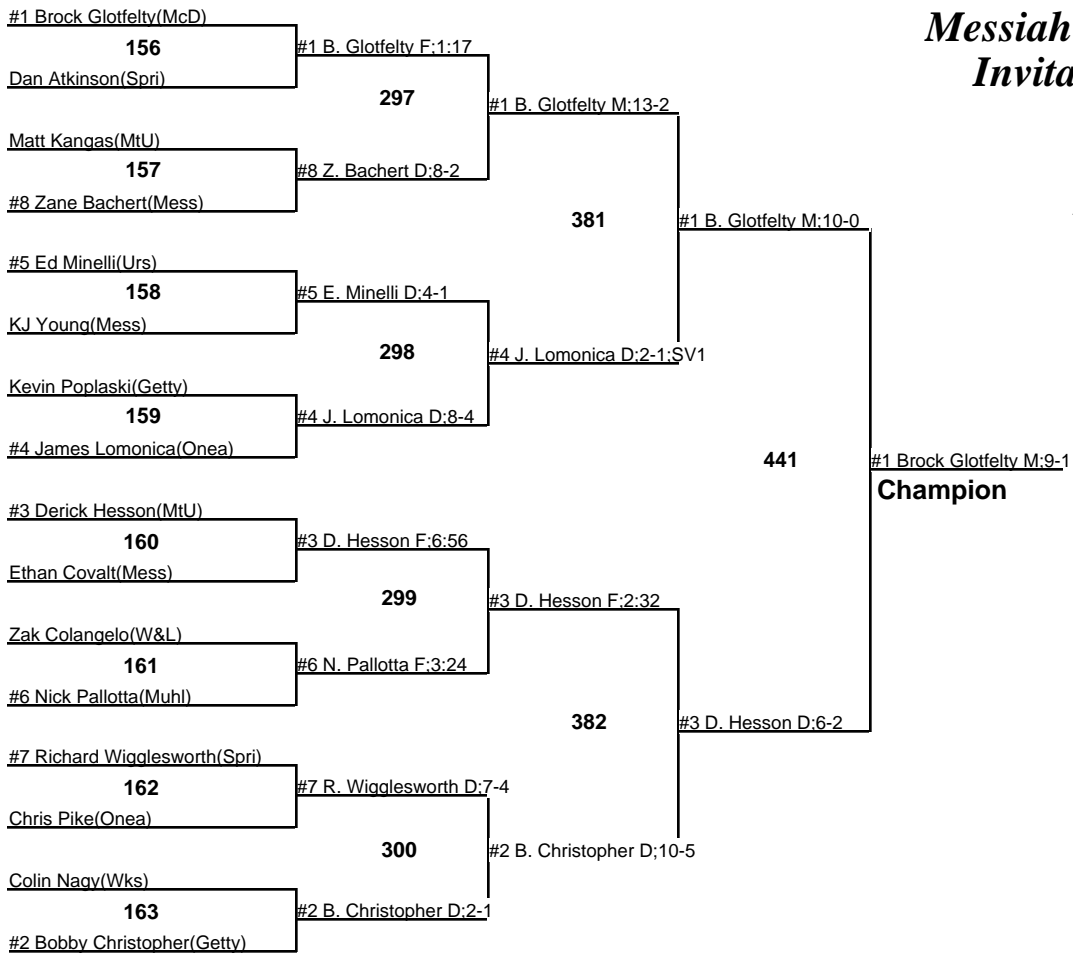 Messiah
Invita
#1 Brock Glotfelty(McD)
156
Dan Atkinson(Spri)
Matt Kangas(MtU)
157
#8 Zane Bachert(Mess)
#5 Ed Minelli(Urs)
158
KJ Young(Mess)
Kevin Poplaski(Getty)
159
#4 James Lomonica(Onea)
#3 Derick Hesson(MtU)
160
Ethan Covalt(Mess)
Zak Colangelo(W&L)
161
#6 Nick Pallotta(Muhl)
#7 Richard Wigglesworth(Spri)
162
Chris Pike(Onea)
Colin Nagy(Wks)
163
#2 Bobby Christopher(Getty)
#1 B. Glotfelty F;1:17
297
#8 Z. Bachert D;8-2
#5 E. Minelli D;4-1
298
#4 J. Lomonica D;8-4
#3 D. Hesson F;6:56
299
#6 N. Pallotta F;3:24
#7 R. Wigglesworth D;7-4
300
#2 B. Christopher D;2-1
#1 B. Glotfelty M;13-2
381
#4 J. Lomonica D;2-1;SV1
#3 D. Hesson F;2:32
382
#2 B. Christopher D;10-5
#1 B. Glotfelty M;10-0
441
#3 D. Hesson D;6-2
#1 Brock Glotfelty M;9-1
Champion